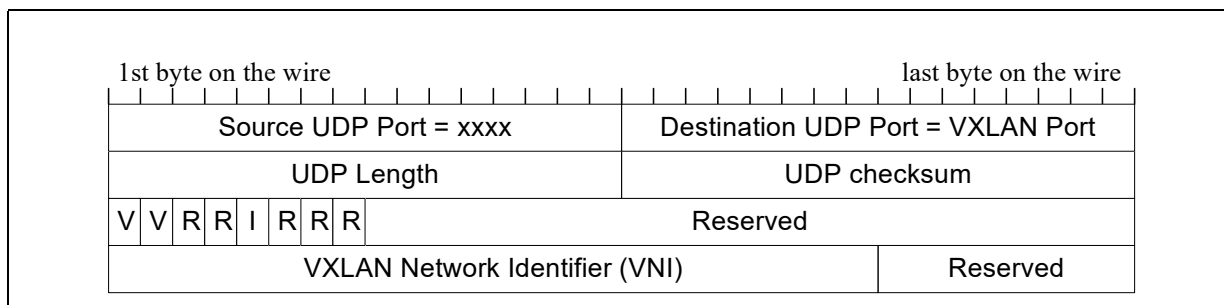 1st byte on the wire last byte on the wire
Source UDP Port = xxxx Destination UDP Port = VXLAN Port
UDP Length UDP checksum
V V R R I R R R Reserved
VXLAN Network Identifier (VNI) Reserved